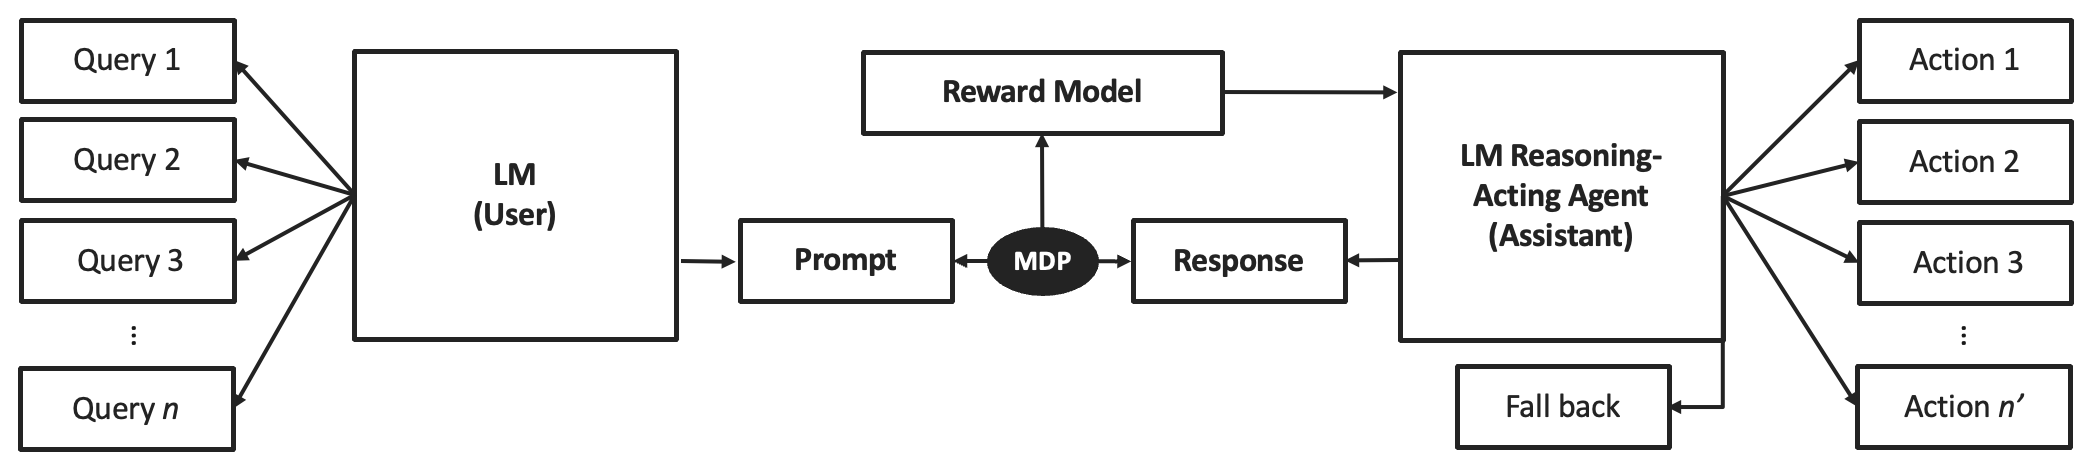 Query 1
Query 2
Query 3
⋮
Query n
LM
(User)
Prompt
MDP
Reward Model
Response
LM Reasoning-
Acting Agent
(Assistant)
Fall back
Action 1
Action 2
Action 3
⋮
Action n’